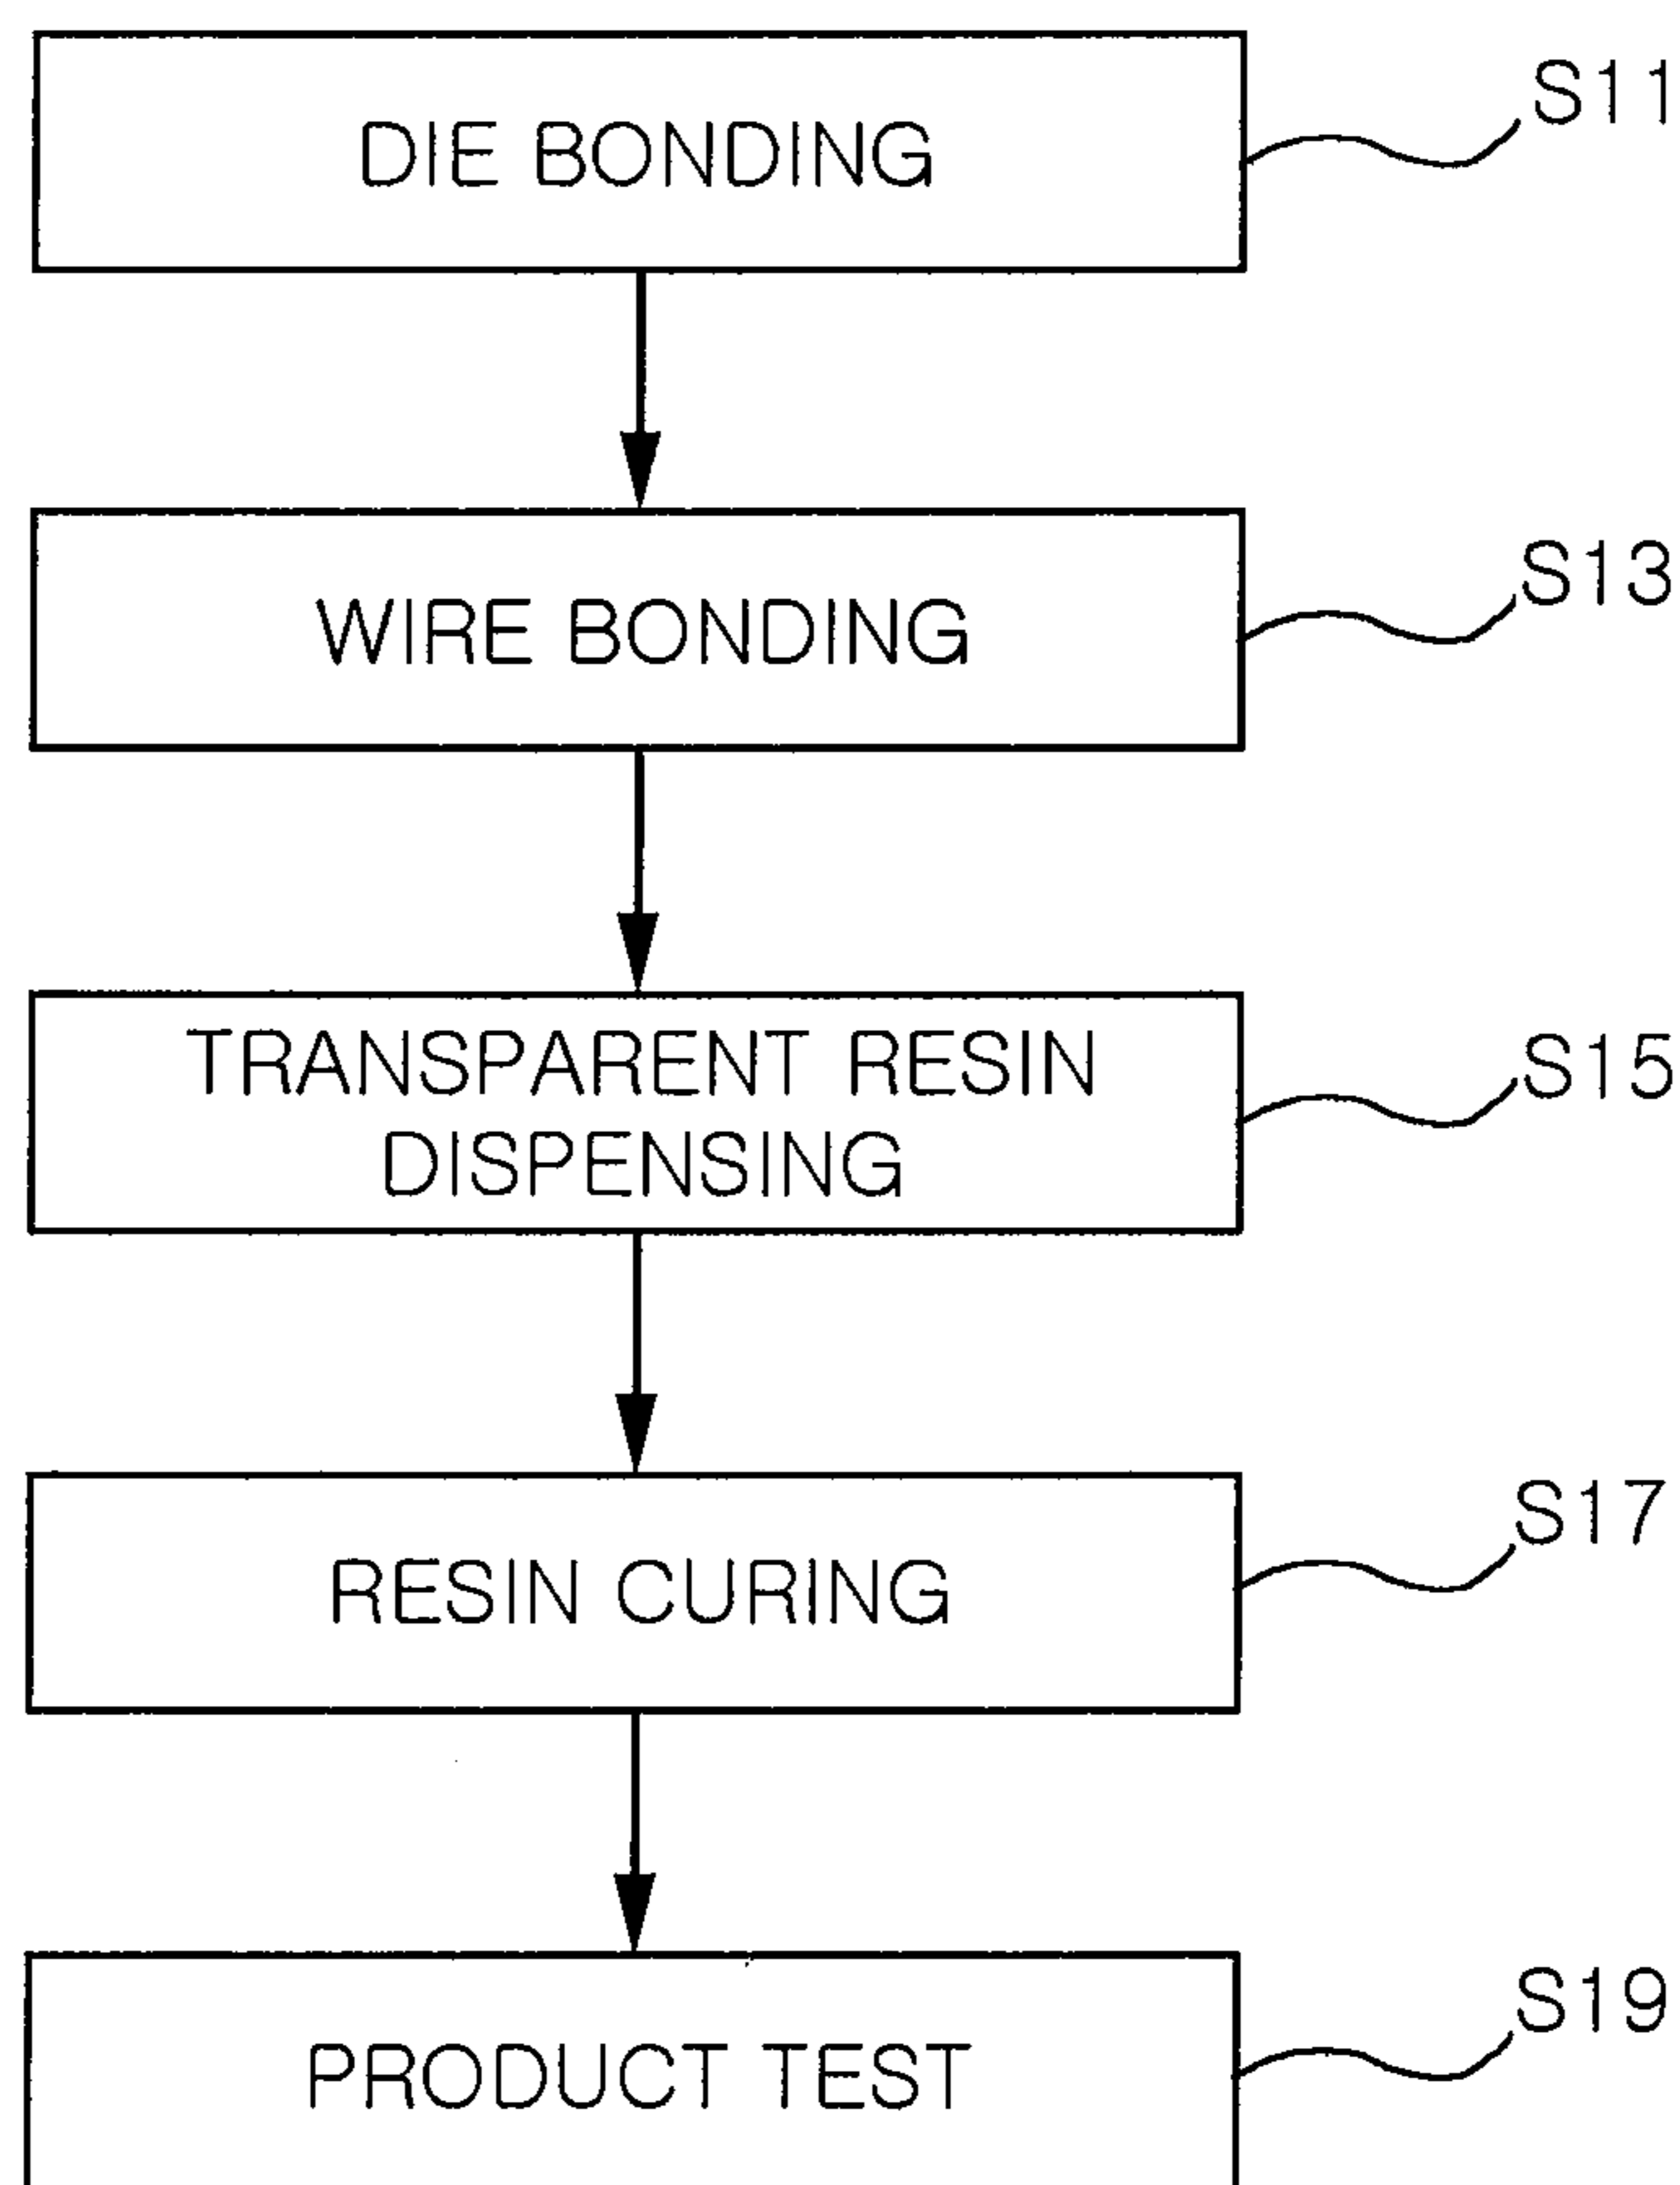 DIE BONDING
S11
WIRE BONDING
S13
TRANSPARENT RESIN
DISPENSING
S15
RESIN CURING
S17
PRODUCT TEST
S19